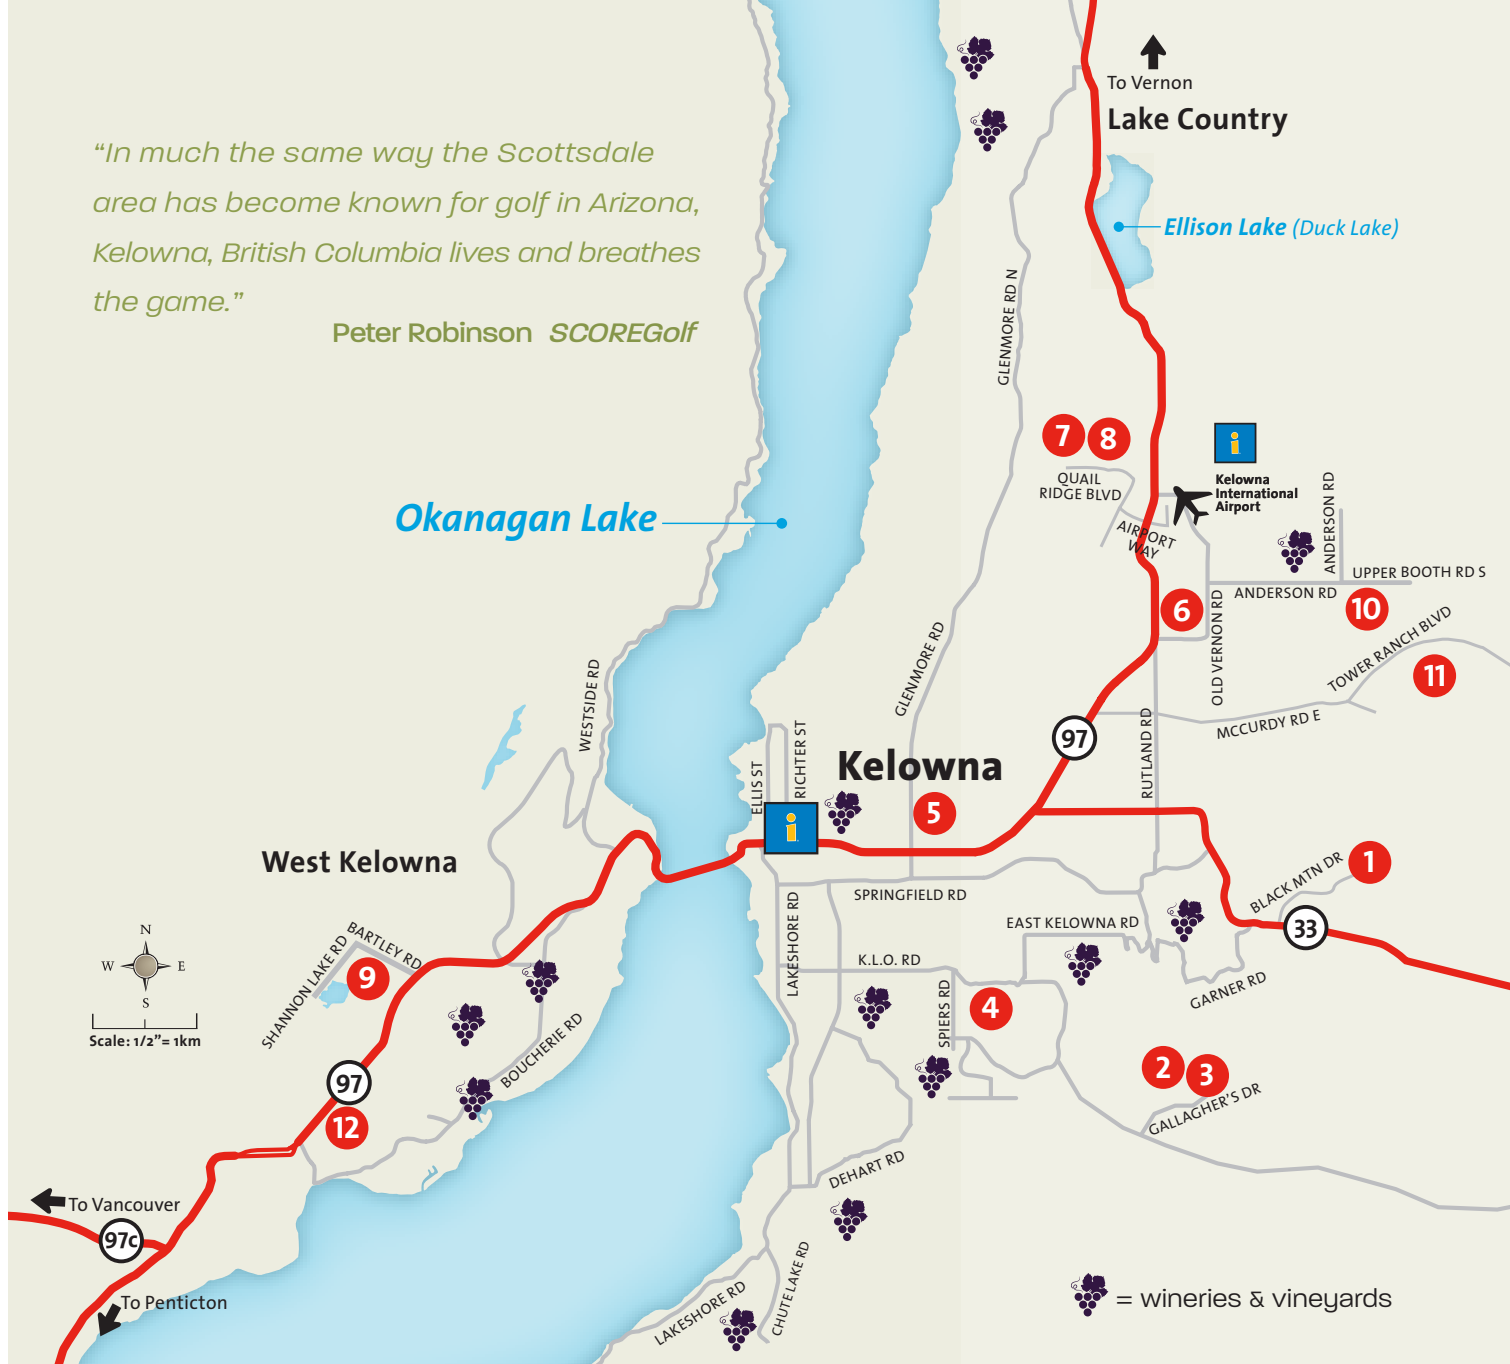 To Vernon
Lake Country
“In much the same way the Scottsdale
area has become known for golf in Arizona,
Kelowna, British Columbia lives and breathes
the game.”
Peter Robinson SCOREGolf
Ellison Lake (Duck Lake)
GLENMORE RD N
7
8
QUAIL
RIDGE BLVD
i
Kelowna
International
Airport
AIRPORT
WAY
ANDERSON RD
UPPER BOOTH RD S
ANDERSON RD
Okanagan Lake
6
10
OLD VERNON RD
TOWER RANCH BLVD
11
GLENMORE RD
WESTSIDE RD
MCCURDY RD E
97
RUTLAND RD
ELLIS ST
RICHTER ST
Kelowna
5
i
West Kelowna
BLACK MTN DR
1
SPRINGFIELD RD
EAST KELOWNA RD
33
LAKESHORE RD
K.L.O. RD
GARNER RD
N
W
E
S
Scale: 1/2”= 1km
SHANNON LAKE RD
BARTLEY RD
9
SPIERS RD
4
BOUCHERIE RD
97
12
2
3
GALLAGHER’S DR
DEHART RD
To Vancouver
97c
To Penticton
LAKESHORE RD
CHUTE LAKE RD
= wineries & vineyards